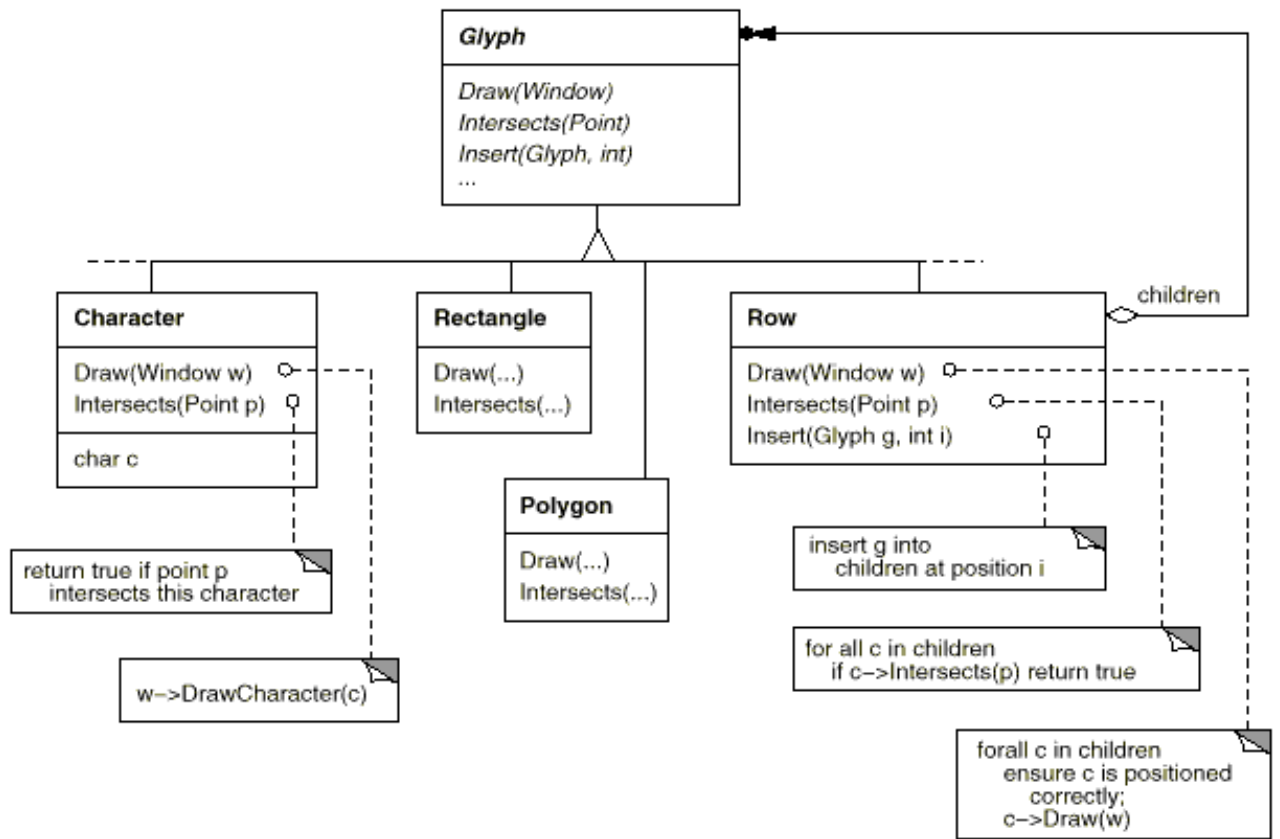 Glyph
Draw(Window)
Intersects(Point)
Insert(Glyph, int)
...
children
Character
Draw(Window w)
Intersects(Point p)
char c
Rectangle
Draw(...)
Intersects(...)
Row
Draw(Window w)
Intersects(Point p)
Insert(Glyph g, int i)
Polygon
Draw(...)
Intersects(...)
return true if point p
intersects this character
w–>DrawCharacter(c)
insert g into
children at position i
for all c in children
if c–>Intersects(p) return true
forall c in children
ensure c is positioned
correctly;
c–>Draw(w)